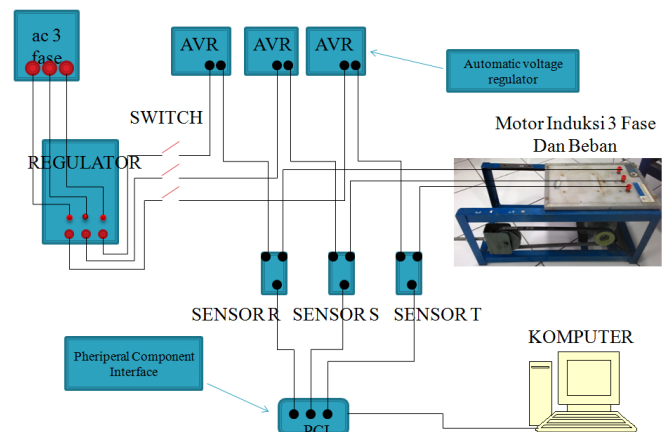 ac 3
fase
AVR
AVR
AVR
Automatic voltage
regulator
SWITCH
Motor Induksi 3 Fase
Dan Beban
REGULATOR
SENSOR R
SENSOR S
SENSOR T
KOMPUTER
Pheriperal Component
Interface
PCI